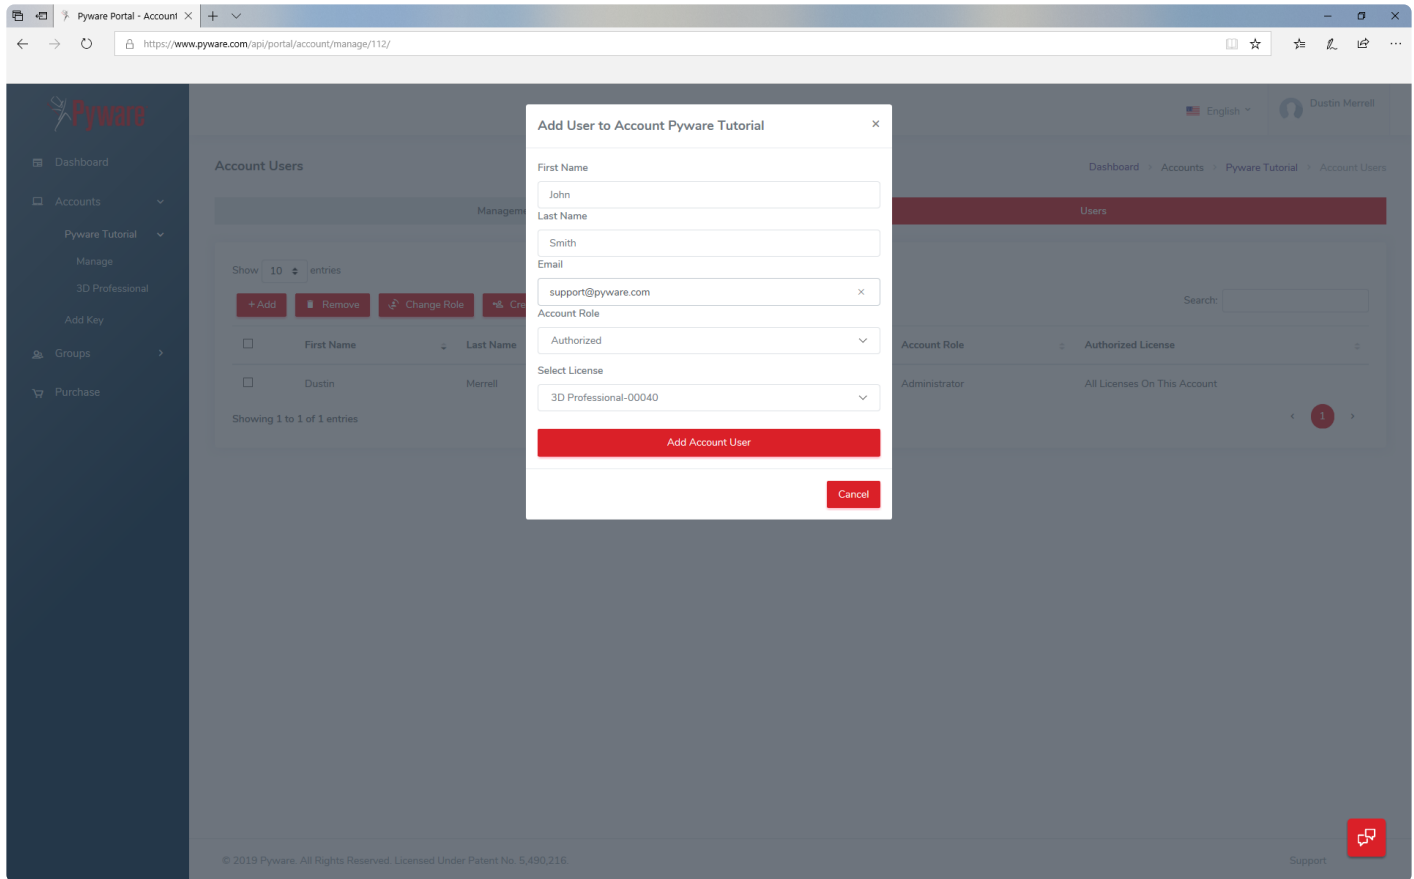 Pyware Portal - Account
https://www.pyware.com/api/portal/account/manage/112/
Pyware
English
Dustin Merrell
Dashboard
Accounts
Pyware Tutorial
Manage
3D Professional
Add Key
Groups
Purchase
Account Users
Dashboard > Accounts > Pyware Tutorial > Account Users
Manageme
Users
Show 10 entries
+Add Remove Change Role Cre
Search:
First Name Last Name Account Role Authorized License
Dustin Merrell Administrator All Licenses On This Account
Showing 1 to 1 of 1 entries
‹ 1 ›
Add User to Account Pyware Tutorial ×
First Name
John
Last Name
Smith
Email
support@pyware.com ×
Account Role
Authorized
Select License
3D Professional-00040
Add Account User
Cancel
© 2019 Pyware. All Rights Reserved. Licensed Under Patent No. 5,490,216.
Support